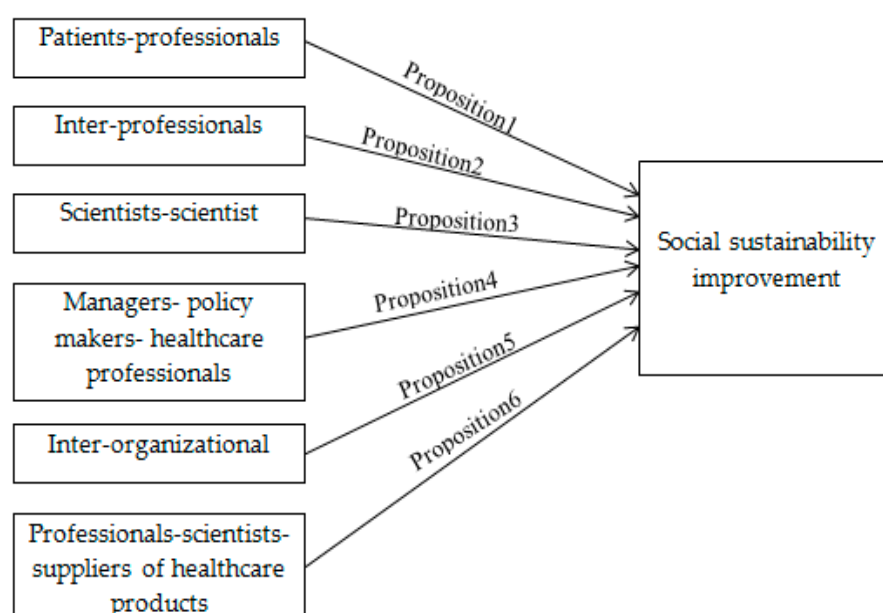 Patients-professionals
Proposition1
Inter-professionals
Proposition2
Scientists-scientist
Proposition3
Social sustainability
improvement
Managers- policy
makers- healthcare
professionals
Proposition4
Inter-organizational
Proposition5
Professionals-scientists-
suppliers of healthcare
products
Proposition6